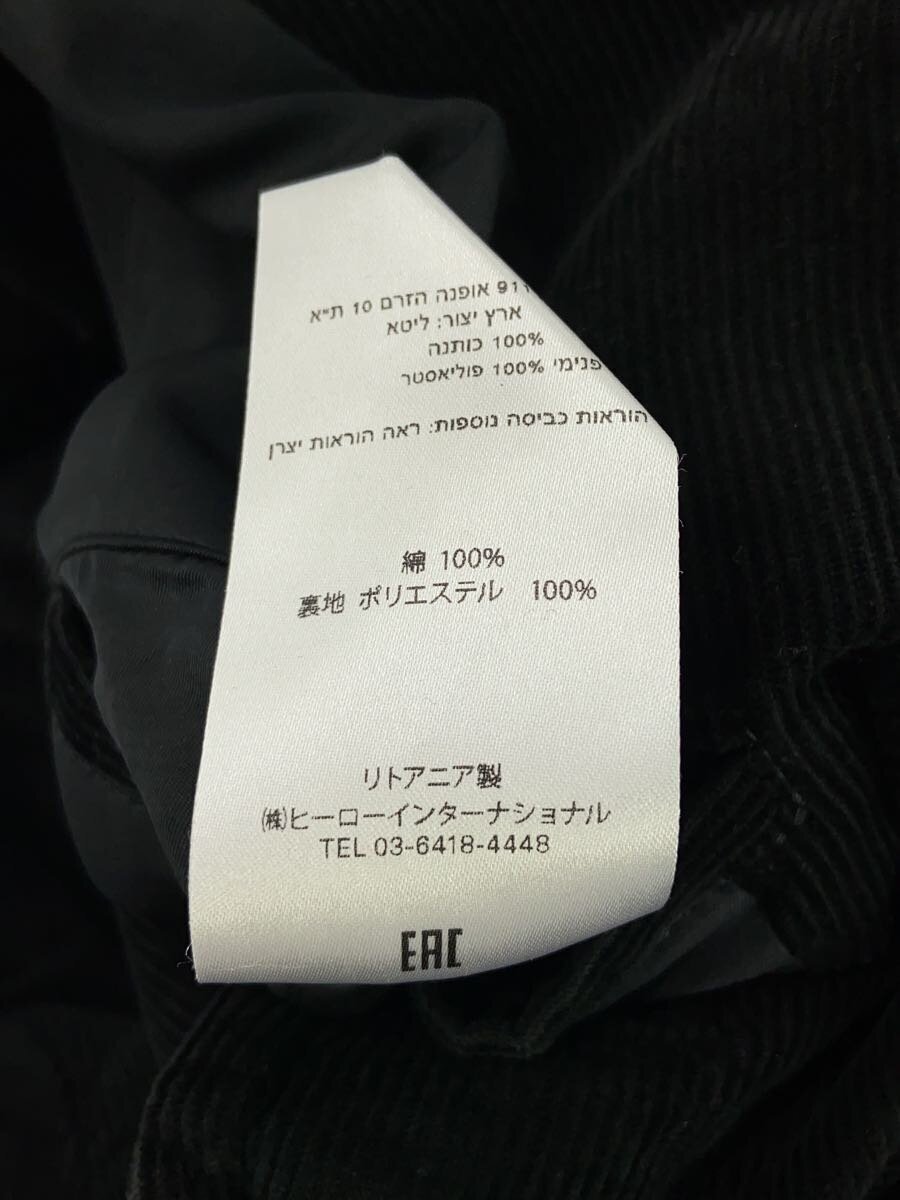 911 אופנה הזרם 10 ת"א
ארץ יצור: ליטא
100% כותנה
פנימי 100% פוליאסטר
הוראות כביסה נוספות: ראה הוראות יצרן
綿 100%
裏地 ポリエステル 100%
リトアニア製
㈱ヒーローインターナショナル
TEL 03-6418-4448
EAC